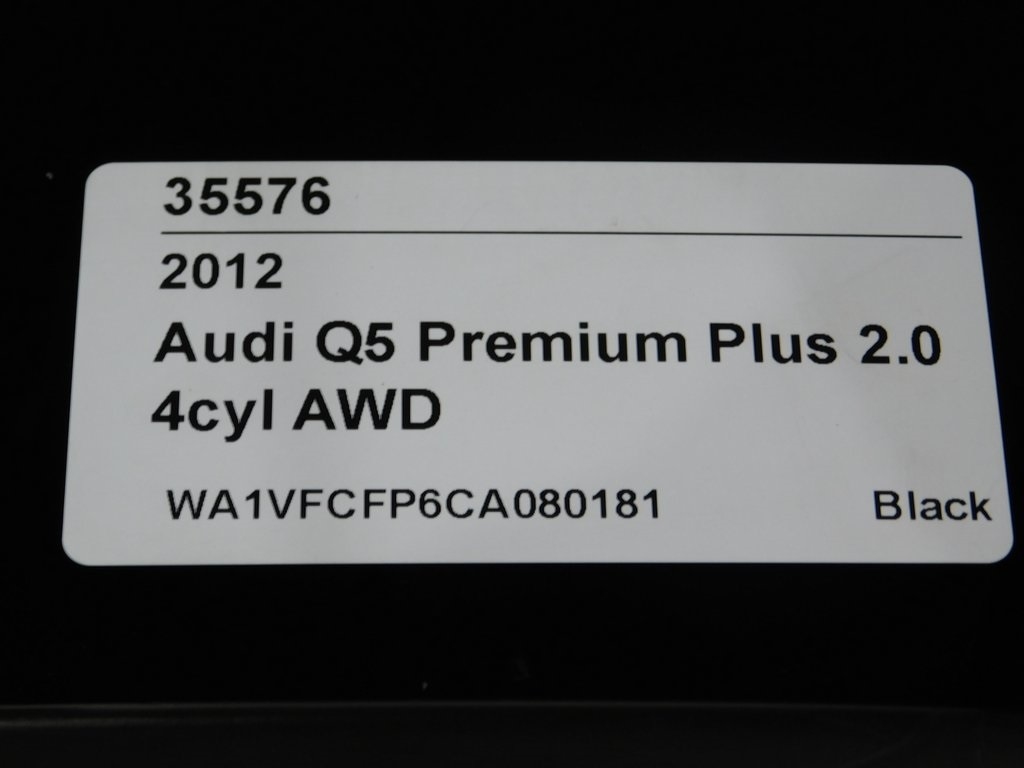 35576
2012
Audi Q5 Premium Plus 2.0
4cyl AWD
WA1VFCFP6CA080181 Black